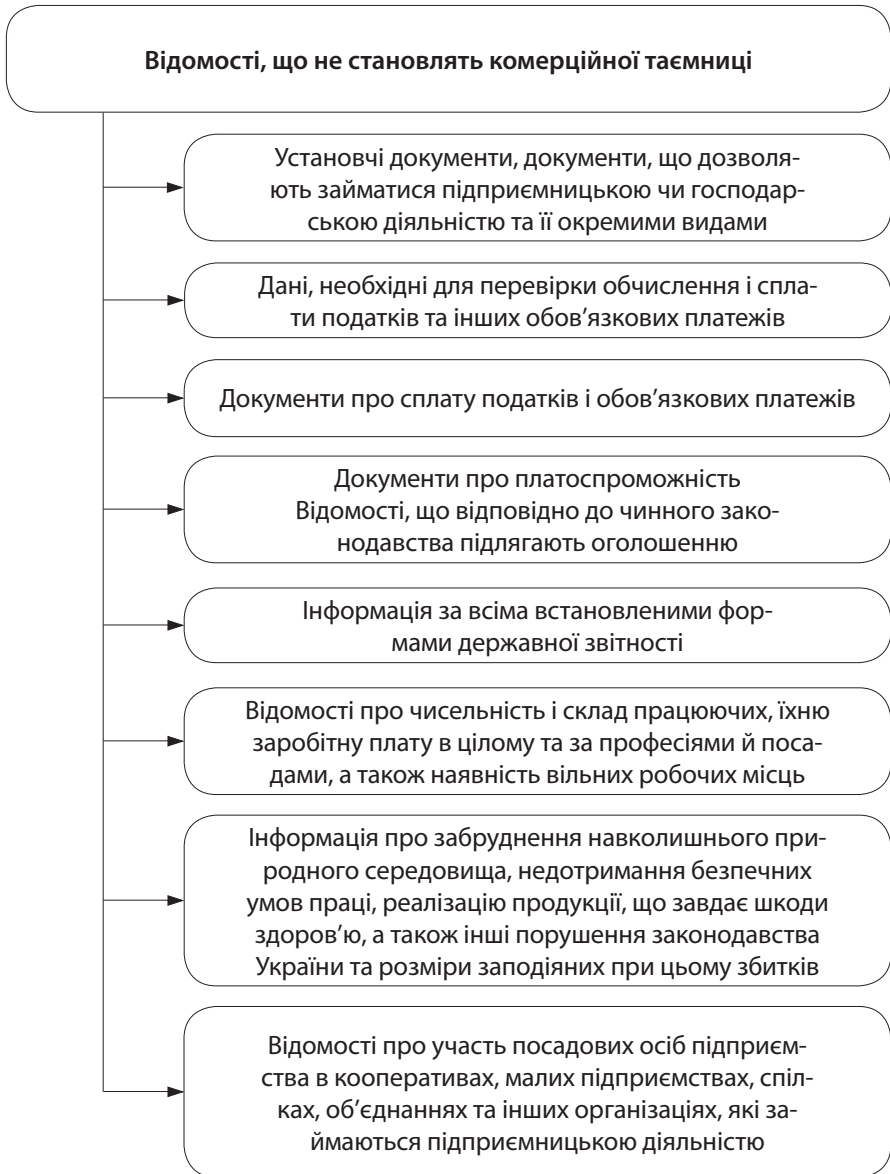 Відомості, що не становлять комерційної таємниці
Установчі документи, документи, що дозволя-
ють займатися підприємницькою чи господар-
ською діяльністю та її окремими видами
Дані, необхідні для перевірки обчислення і спла-
ти податків та інших обов’язкових платежів
Документи про сплату податків і обов’язкових платежів
Документи про платоспроможність
Відомості, що відповідно до чинного зако-
нодавства підлягають оголошенню
Інформація за всіма встановленими фор-
мами державної звітності
Відомості про чисельність і склад працюючих, їхню
заробітну плату в цілому та за професіями й поса-
дами, а також наявність вільних робочих місць
Інформація про забруднення навколишнього при-
родного середовища, недотримання безпечних
умов праці, реалізацію продукції, що завдає шкоди
здоров’ю, а також інші порушення законодавства
України та розміри заподіяних при цьому збитків
Відомості про участь посадових осіб підприєм-
ства в кооперативах, малих підприємствах, спіл-
ках, об’єднаннях та інших організаціях, які за-
ймаються підприємницькою діяльністю